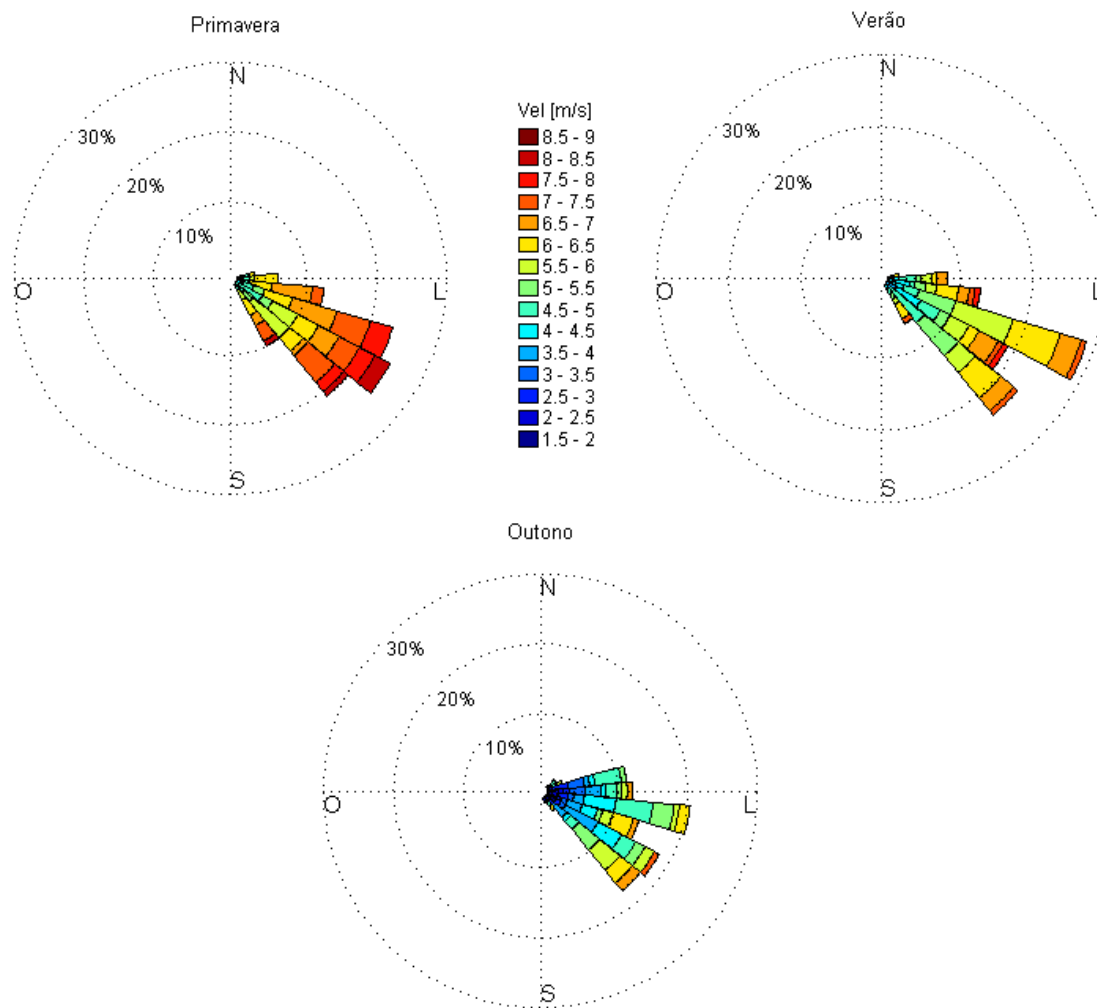 Primavera
N
30%
20%
10%
O
L
S
Vel [m/s]
8.5 - 9
8 - 8.5
7.5 - 8
7 - 7.5
6.5 - 7
6 - 6.5
5.5 - 6
5 - 5.5
4.5 - 5
4 - 4.5
3.5 - 4
3 - 3.5
2.5 - 3
2 - 2.5
1.5 - 2
Verão
N
30%
20%
10%
O
L
S
Outono
N
30%
20%
10%
O
L
S